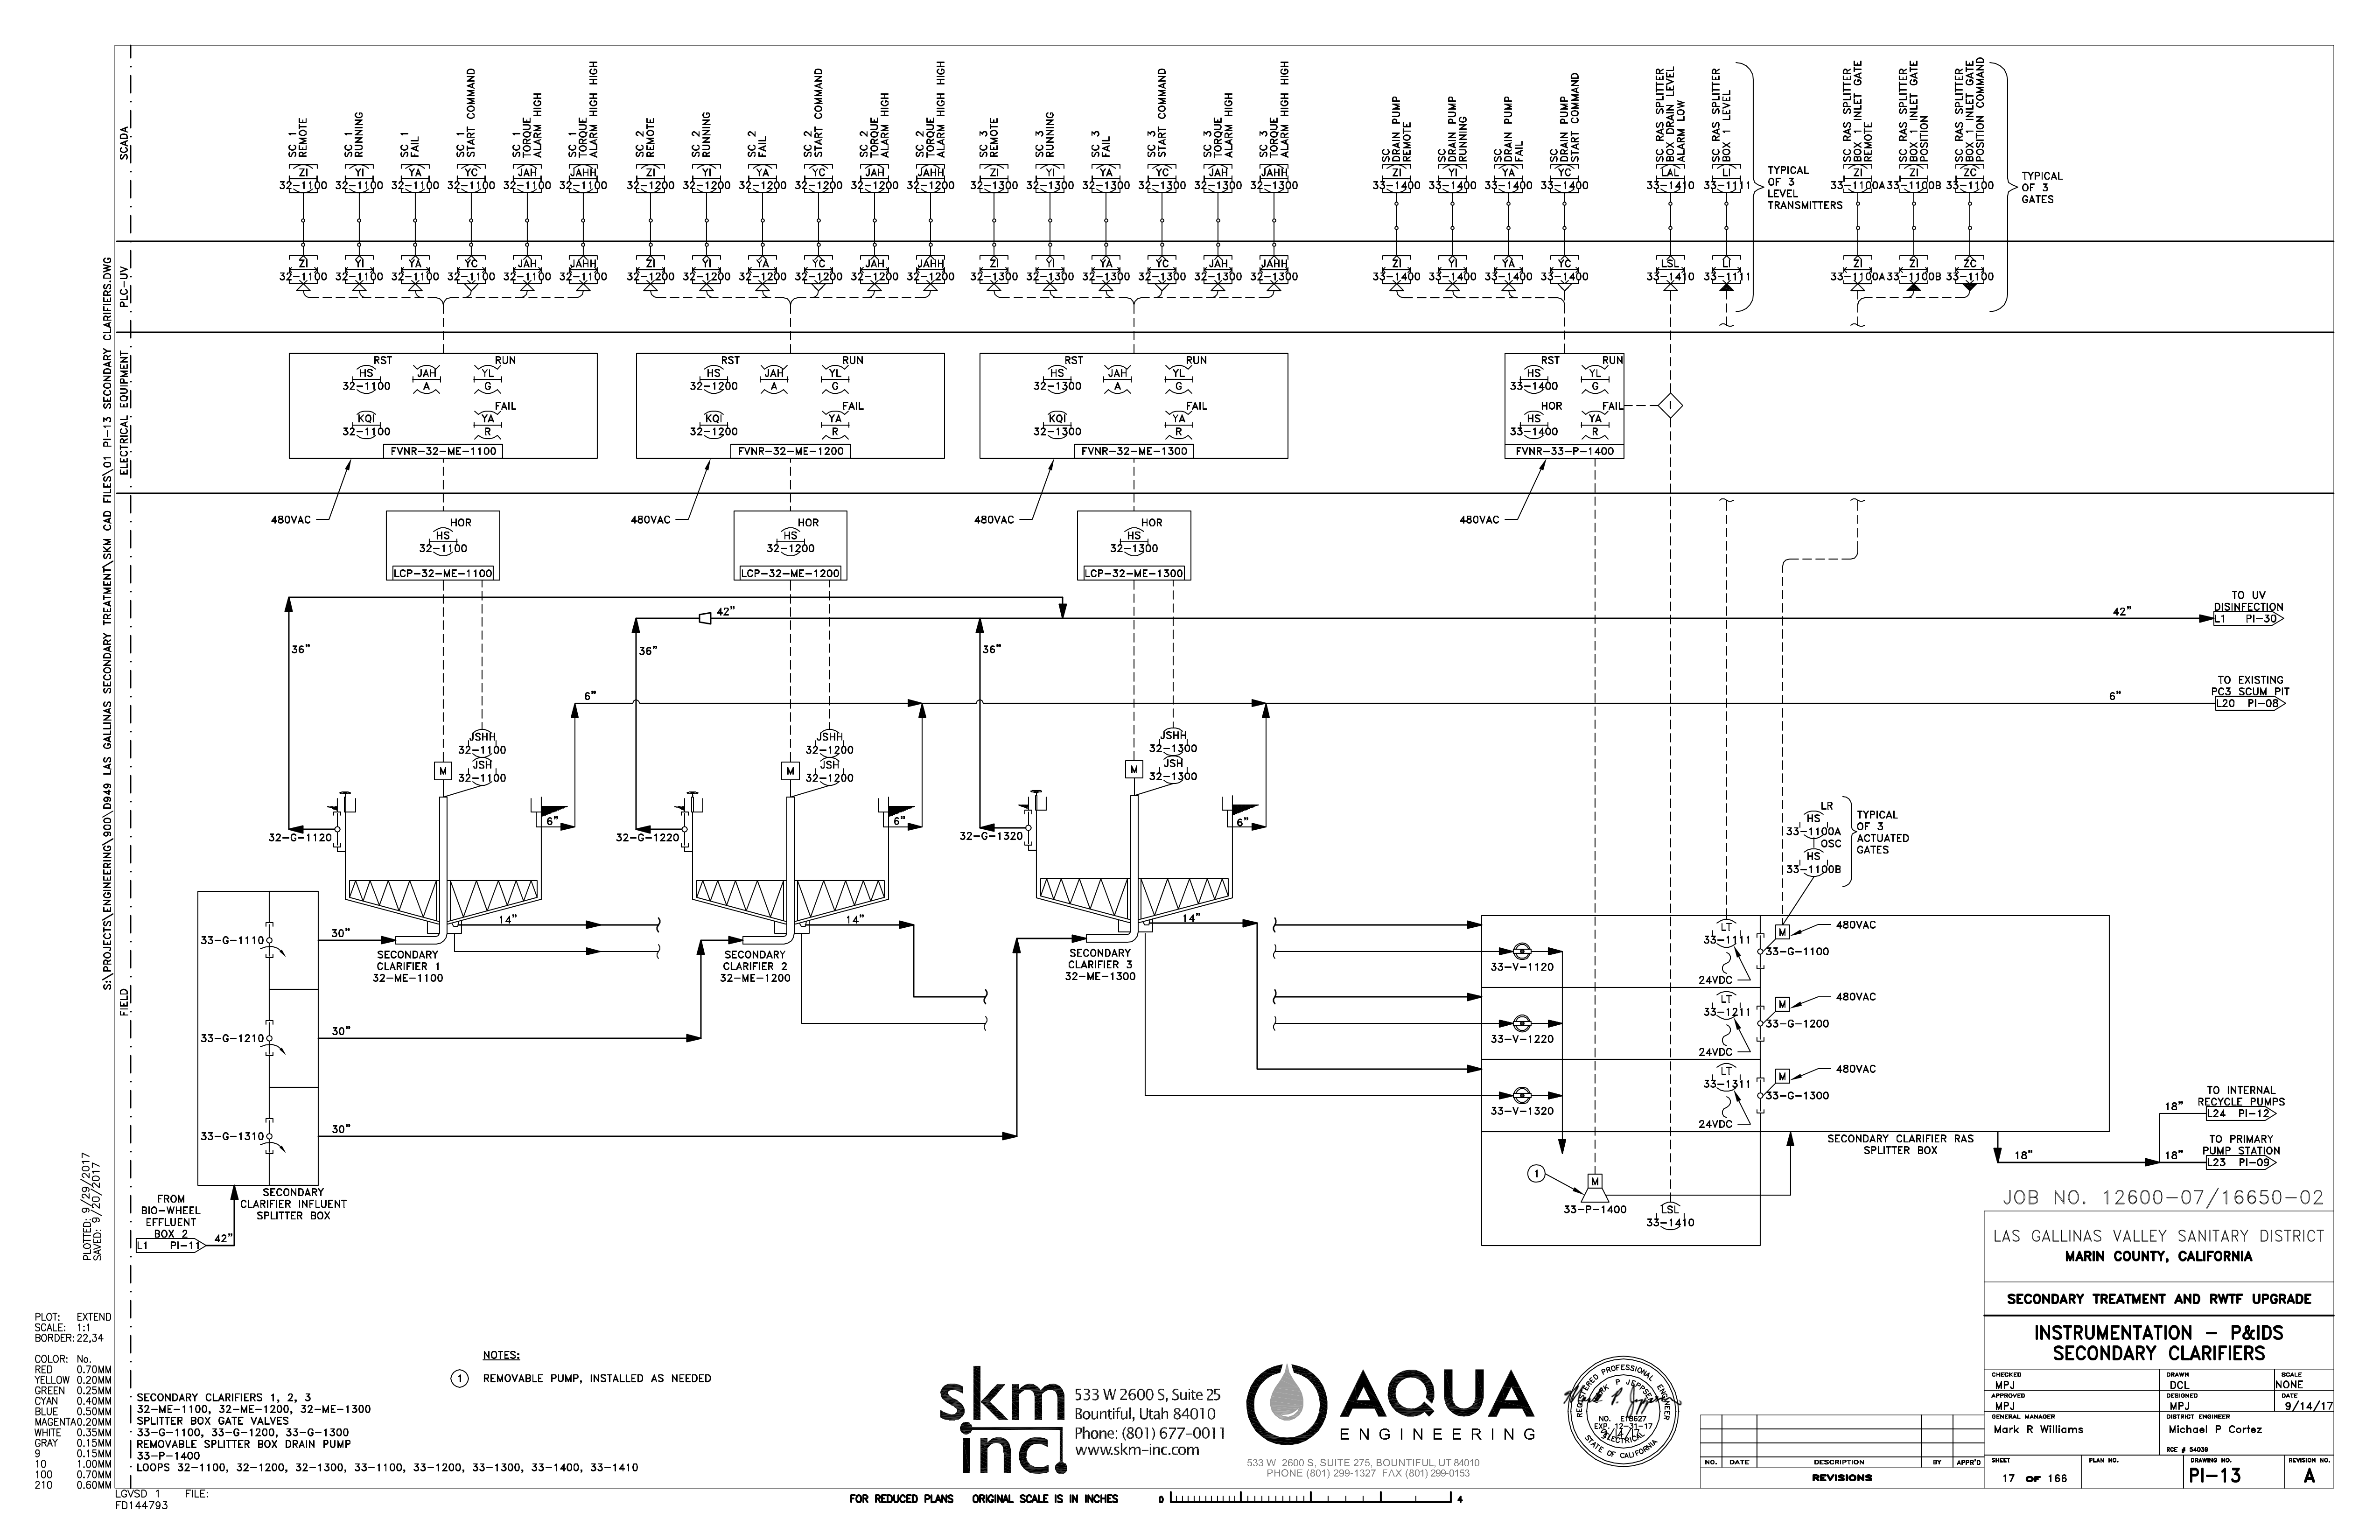 SCADA
SC 1
REMOTE
SC 1
RUNNING
SC 1
FAIL
SC 1
START COMMAND
SC 1
TORQUE
ALARM HIGH
SC 1
TORQUE
ALARM HIGH HIGH
SC 2
REMOTE
SC 2
RUNNING
SC 2
FAIL
SC 2
START COMMAND
SC 2
TORQUE
ALARM HIGH
SC 2
TORQUE
ALARM HIGH HIGH
SC 3
REMOTE
SC 3
RUNNING
SC 3
FAIL
SC 3
START COMMAND
SC 3
TORQUE
ALARM HIGH
SC 3
TORQUE
ALARM HIGH HIGH
SC
DRAIN PUMP
REMOTE
SC
DRAIN PUMP
RUNNING
SC
DRAIN PUMP
FAIL
SC
DRAIN PUMP
START COMMAND
SC RAS SPLITTER
BOX DRAIN LEVEL
ALARM LOW
SC RAS SPLITTER
BOX 1 LEVEL
SC RAS SPLITTER
BOX 1 INLET GATE
REMOTE
SC RAS SPLITTER
BOX 1 INLET GATE
POSITION
SC RAS SPLITTER
BOX 1 INLET GATE
POSITION COMMAND
ZI YI YA YC JAH JAHH ZI YI YA YC JAH JAHH ZI YI YA YC JAH JAHH ZI YI YA YC LAL LI ZI ZI ZC
32-1100 32-1100 32-1100 32-1100 32-1100 32-1100 32-1200 32-1200 32-1200 32-1200 32-1200 32-1200 32-1300 32-1300 32-1300 32-1300 32-1300 32-1300 33-1400 33-1400 33-1400 33-1400 33-1410 33-1111 33-1100A 33-1100B 33-1100
TYPICAL
OF 3
LEVEL
TRANSMITTERS
TYPICAL
OF 3
GATES
PLC-UV
ZI YI YA YC JAH JAHH ZI YI YA YC JAH JAHH ZI YI YA YC JAH JAHH ZI YI YA YC LSL LI ZI ZI ZC
32-1100 32-1100 32-1100 32-1100 32-1100 32-1100 32-1200 32-1200 32-1200 32-1200 32-1200 32-1200 32-1300 32-1300 32-1300 32-1300 32-1300 32-1300 33-1400 33-1400 33-1400 33-1400 33-1410 33-1111 33-1100A 33-1100B 33-1100
ELECTRICAL EQUIPMENT
RST RUN
HS JAH YL
32-1100 A G
FAIL
KQI YA
32-1100 R
FVNR-32-ME-1100
RST RUN
HS JAH YL
32-1200 A G
FAIL
KQI YA
32-1200 R
FVNR-32-ME-1200
RST RUN
HS JAH YL
32-1300 A G
FAIL
KQI YA
32-1300 R
FVNR-32-ME-1300
RST RUN
HS YL
33-1400 G
HOR FAIL
HS YA
33-1400 R
FVNR-33-P-1400
I
480VAC 480VAC 480VAC 480VAC
FIELD
HOR
HS
32-1100
LCP-32-ME-1100
HOR
HS
32-1200
LCP-32-ME-1200
HOR
HS
32-1300
LCP-32-ME-1300
42" 42"
TO UV
DISINFECTION
L1 PI-30
36" 36" 36"
6" 6"
TO EXISTING
PC3 SCUM PIT
L20 PI-08
JSHH
32-1100
JSH
32-1100
M
JSHH
32-1200
JSH
32-1200
M
JSHH
32-1300
JSH
32-1300
M
32-G-1120 6" 32-G-1220 6" 32-G-1320 6"
LR
HS
33-1100A
OSC
HS
33-1100B
TYPICAL
OF 3
ACTUATED
GATES
14" 14" 14"
33-G-1110 30"
SECONDARY
CLARIFIER 1
32-ME-1100
SECONDARY
CLARIFIER 2
32-ME-1200
SECONDARY
CLARIFIER 3
32-ME-1300
33-G-1210 30"
33-G-1310 30"
SECONDARY
CLARIFIER INFLUENT
SPLITTER BOX
FROM
BIO-WHEEL
EFFLUENT
BOX 2
L1 PI-11 42"
33-V-1120
LT
33-1111
24VDC
M 480VAC
33-G-1100
33-V-1220
LT
33-1211
24VDC
M 480VAC
33-G-1200
33-V-1320
LT
33-1311
24VDC
M 480VAC
33-G-1300
SECONDARY CLARIFIER RAS
SPLITTER BOX
1
M
33-P-1400
LSL
33-1410
18" 18" 18"
TO INTERNAL
RECYCLE PUMPS
L24 PI-12
TO PRIMARY
PUMP STATION
L23 PI-09
S:\PROJECTS\ENGINEERING\900\D949 LAS GALLINAS SECONDARY TREATMENT\SKM CAD FILES\01 PI-13 SECONDARY CLARIFIERS.DWG
PLOTTED: 9/29/2017
SAVED: 9/20/2017
PLOT: EXTEND
SCALE: 1:1
BORDER: 22,34
COLOR: No.
RED 0.70MM
YELLOW 0.20MM
GREEN 0.25MM
CYAN 0.40MM
BLUE 0.50MM
MAGENTA 0.20MM
WHITE 0.35MM
GRAY 0.15MM
9 0.15MM
10 1.00MM
100 0.70MM
210 0.60MM
SECONDARY CLARIFIERS 1, 2, 3
32-ME-1100, 32-ME-1200, 32-ME-1300
SPLITTER BOX GATE VALVES
33-G-1100, 33-G-1200, 33-G-1300
REMOVABLE SPLITTER BOX DRAIN PUMP
33-P-1400
LOOPS 32-1100, 32-1200, 32-1300, 33-1100, 33-1200, 33-1300, 33-1400, 33-1410
LGVSD 1 FILE:
FD144793
NOTES:
1 REMOVABLE PUMP, INSTALLED AS NEEDED
skm
inc.
533 W 2600 S, Suite 25
Bountiful, Utah 84010
Phone: (801) 677-0011
www.skm-inc.com
AQUA
ENGINEERING
533 W 2600 S, SUITE 275, BOUNTIFUL, UT 84010
PHONE (801) 299-1327 FAX (801) 299-0153
REGISTERED PROFESSIONAL ENGINEER
MARK P JEPPSEN
NO. E18627
EXP. 12-31-17
ELECTRICAL
STATE OF CALIFORNIA
FOR REDUCED PLANS ORIGINAL SCALE IS IN INCHES 0 4
NO. DATE DESCRIPTION BY APPR'D
REVISIONS
JOB NO. 12600-07/16650-02
LAS GALLINAS VALLEY SANITARY DISTRICT
MARIN COUNTY, CALIFORNIA
SECONDARY TREATMENT AND RWTF UPGRADE
INSTRUMENTATION - P&IDS
SECONDARY CLARIFIERS
CHECKED DRAWN SCALE
MPJ DCL NONE
APPROVED DESIGNED DATE
MPJ MPJ 9/14/17
GENERAL MANAGER DISTRICT ENGINEER
Mark R Williams Michael P Cortez
RCE # 54039
SHEET PLAN NO. DRAWING NO. REVISION NO.
17 OF 166 PI-13 A